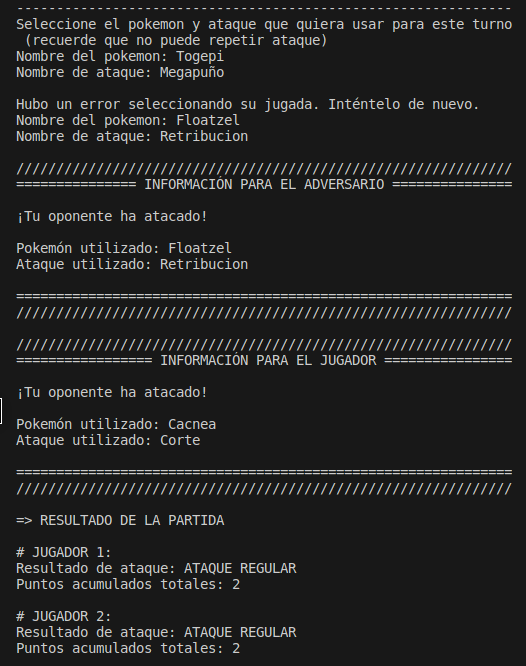 -----------------------------------------------------------------
Seleccione el pokemon y ataque que quiera usar para este turno
(recuerde que no puede repetir ataque)
Nombre del pokemon: Togepi
Nombre de ataque: Megapuño
Hubo un error seleccionando su jugada. Inténtelo de nuevo.
Nombre del pokemon: Floatzel
Nombre de ataque: Retribucion
//////////////////////////////////////////////////////////////
=============== INFORMACIÓN PARA EL ADVERSARIO ===============
¡Tu oponente ha atacado!
Pokemón utilizado: Floatzel
Ataque utilizado: Retribucion
==============================================================
//////////////////////////////////////////////////////////////
//////////////////////////////////////////////////////////////
================= INFORMACIÓN PARA EL JUGADOR ================
¡Tu oponente ha atacado!
Pokemón utilizado: Cacnea
Ataque utilizado: Corte
==============================================================
//////////////////////////////////////////////////////////////
=> RESULTADO DE LA PARTIDA
# JUGADOR 1:
Resultado de ataque: ATAQUE REGULAR
Puntos acumulados totales: 2
# JUGADOR 2:
Resultado de ataque: ATAQUE REGULAR
Puntos acumulados totales: 2